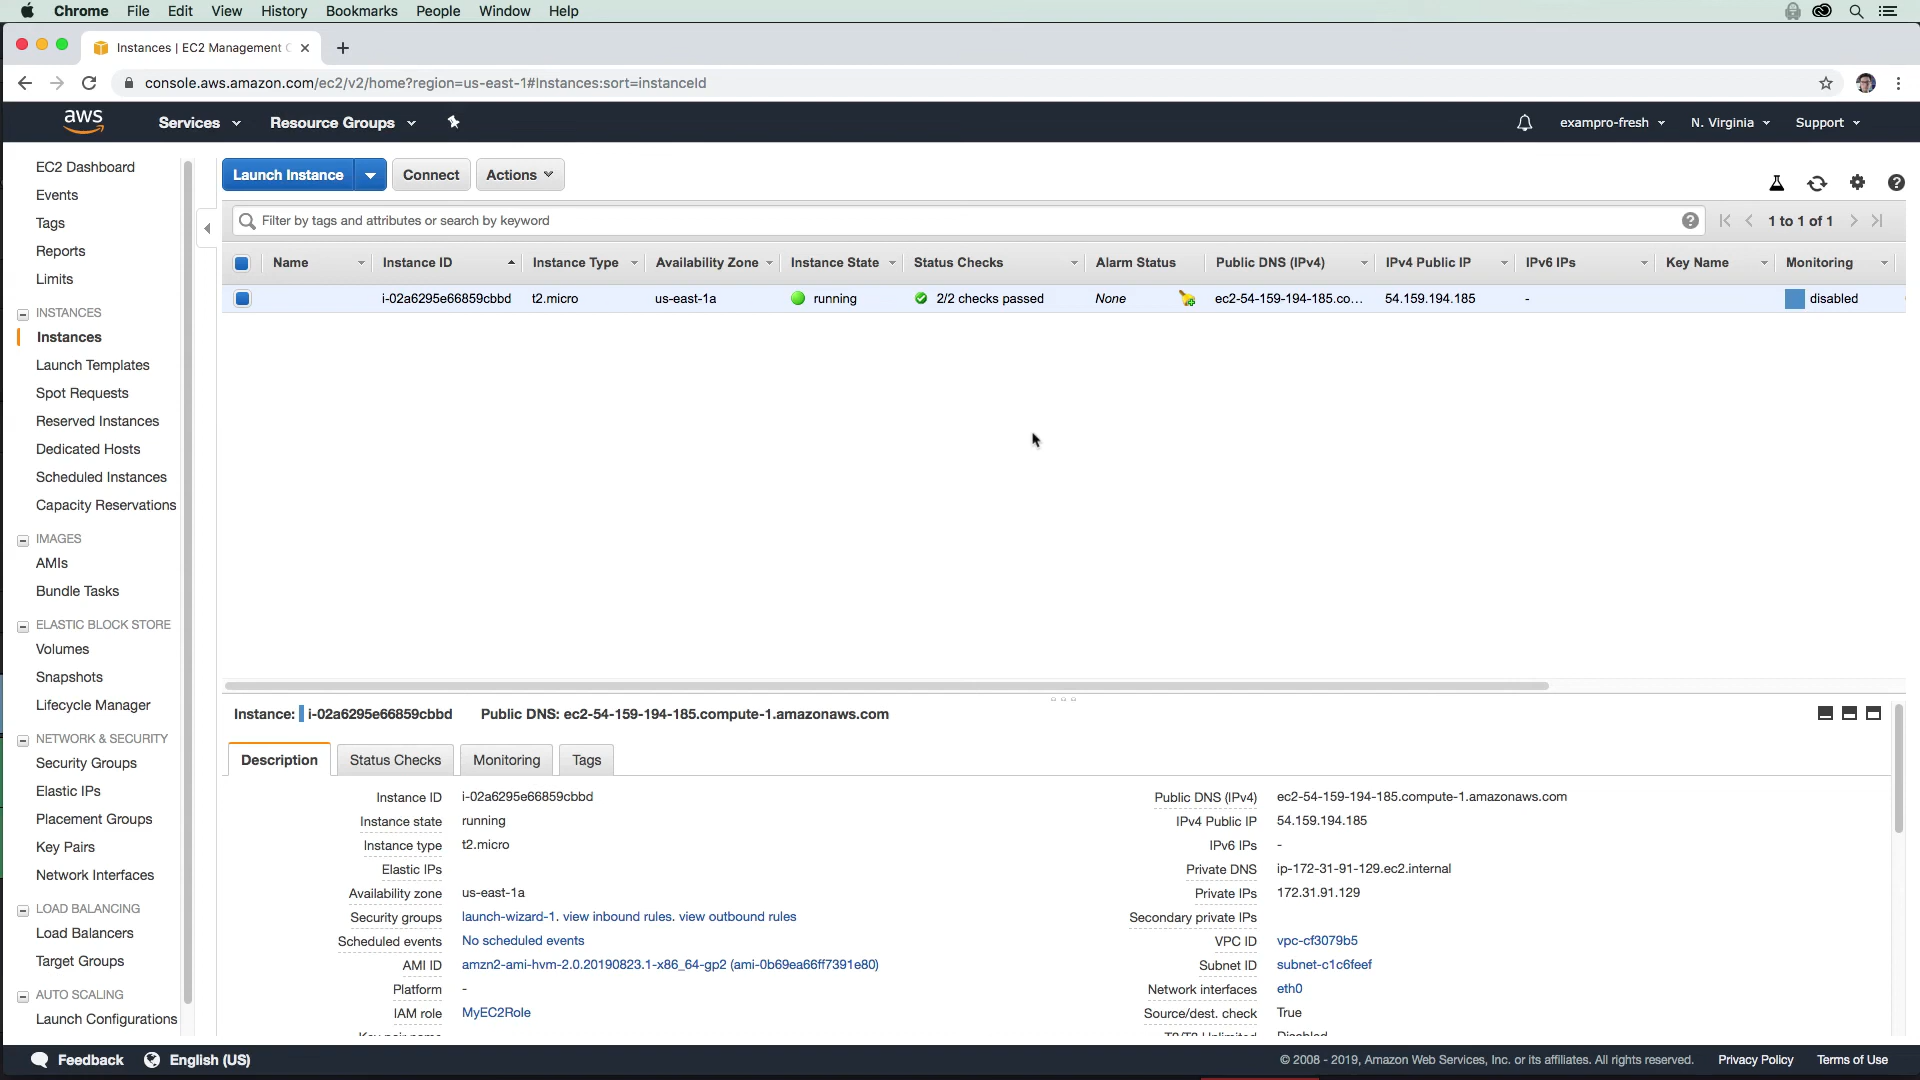 Chrome File Edit View History Bookmarks People Window Help
Instances | EC2 Management
console.aws.amazon.com/ec2/v2/home?region=us-east-1#Instances:sort=instanceId
aws Services Resource Groups exampro-fresh N. Virginia Support
EC2 Dashboard
Events
Tags
Reports
Limits
INSTANCES
Instances
Launch Templates
Spot Requests
Reserved Instances
Dedicated Hosts
Scheduled Instances
Capacity Reservations
IMAGES
AMIs
Bundle Tasks
ELASTIC BLOCK STORE
Volumes
Snapshots
Lifecycle Manager
NETWORK & SECURITY
Security Groups
Elastic IPs
Placement Groups
Key Pairs
Network Interfaces
LOAD BALANCING
Load Balancers
Target Groups
AUTO SCALING
Launch Configurations
Launch Instance Connect Actions
Filter by tags and attributes or search by keyword 1 to 1 of 1
Name Instance ID Instance Type Availability Zone Instance State Status Checks Alarm Status Public DNS (IPv4) IPv4 Public IP IPv6 IPs Key Name Monitoring
i-02a6295e66859cbbd t2.micro us-east-1a running 2/2 checks passed None ec2-54-159-194-185.co... 54.159.194.185 - disabled
Instance: i-02a6295e66859cbbd Public DNS: ec2-54-159-194-185.compute-1.amazonaws.com
Description Status Checks Monitoring Tags
Instance ID i-02a6295e66859cbbd
Instance state running
Instance type t2.micro
Elastic IPs
Availability zone us-east-1a
Security groups launch-wizard-1. view inbound rules. view outbound rules
Scheduled events No scheduled events
AMI ID amzn2-ami-hvm-2.0.20190823.1-x86_64-gp2 (ami-0b69ea66ff7391e80)
Platform -
IAM role MyEC2Role
Public DNS (IPv4) ec2-54-159-194-185.compute-1.amazonaws.com
IPv4 Public IP 54.159.194.185
IPv6 IPs -
Private DNS ip-172-31-91-129.ec2.internal
Private IPs 172.31.91.129
Secondary private IPs
VPC ID vpc-cf3079b5
Subnet ID subnet-c1c6feef
Network interfaces eth0
Source/dest. check True
Feedback English (US) © 2008 - 2019, Amazon Web Services, Inc. or its affiliates. All rights reserved. Privacy Policy Terms of Use